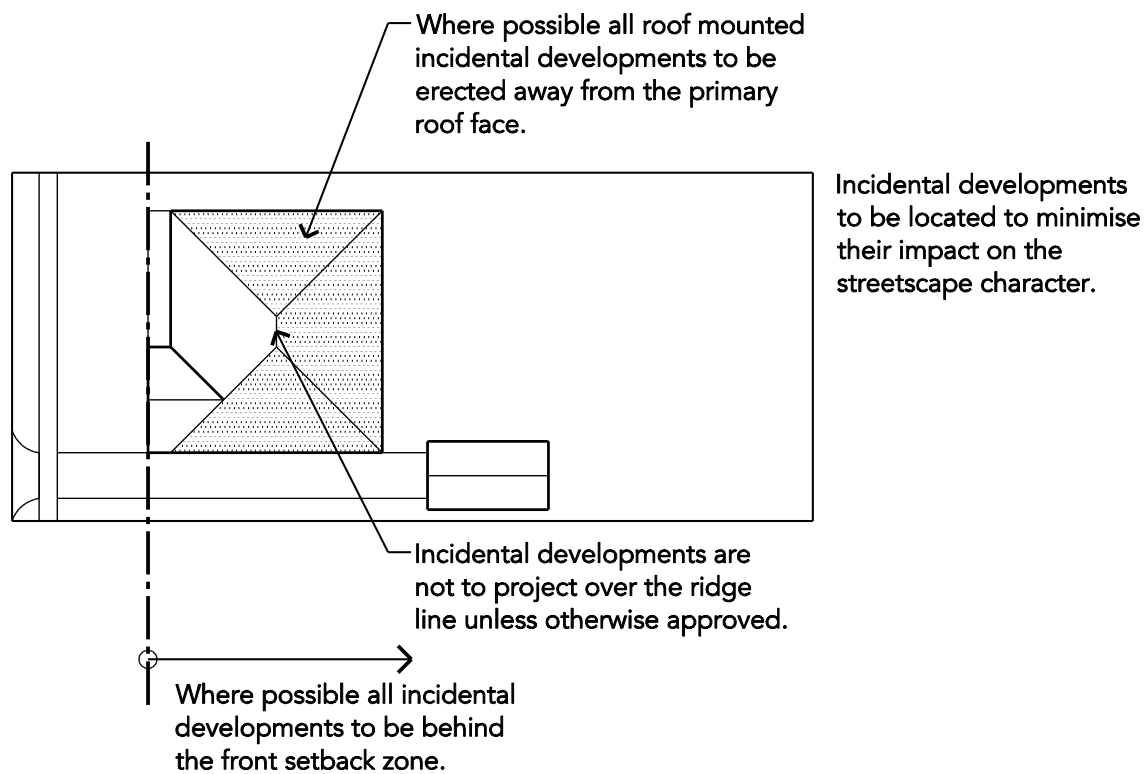 Where possible all roof mounted
incidental developments to be
erected away from the primary
roof face.
Incidental developments
to be located to minimise
their impact on the
streetscape character.
Incidental developments are
not to project over the ridge
line unless otherwise approved.
Where possible all incidental
developments to be behind
the front setback zone.